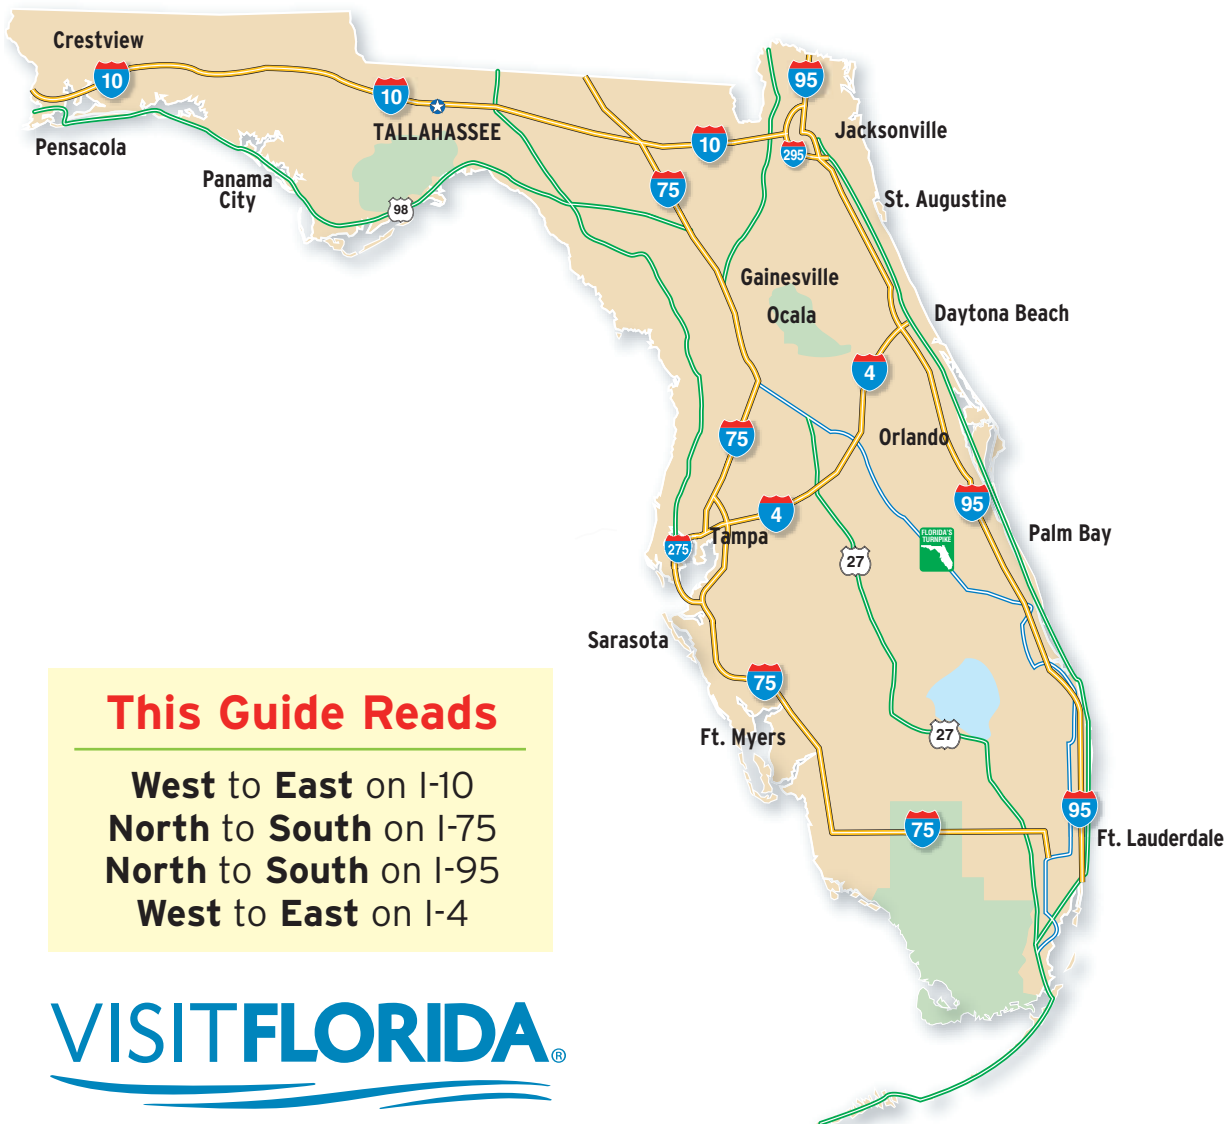 Crestview
10
10
95
TALLAHASSEE
Jacksonville
10
Pensacola
295
Panama
City
75
St. Augustine
98
Gainesville
Ocala
Daytona Beach
4
75
Orlando
95
4
FLORIDA'S
TURNPIKE
Palm Bay
Tampa
275
27
Sarasota
75
27
Ft. Myers
95
75
Ft. Lauderdale
This Guide Reads
West to East on I-10
North to South on I-75
North to South on I-95
West to East on I-4
VISITFLORIDA®